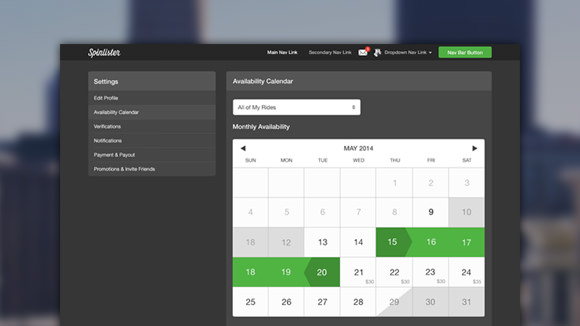 Spinlister
Main Nav Link Secondary Nav Link Dropdown Nav Link Nav Bar Button
Settings
Edit Profile
Availability Calendar
Verifications
Notifications
Payment & Payout
Promotions & Invite Friends
Availability Calendar
All of My Rides
Monthly Availability
MAY 2014
SUN MON TUE WED THU FRI SAT
1 2 3
4 5 6 7 8 9 10
18 12 13 14 15 16 17
18 19 20 21 22 23 24
$30 $30 $30 $35
25 26 27 28 29 30 31